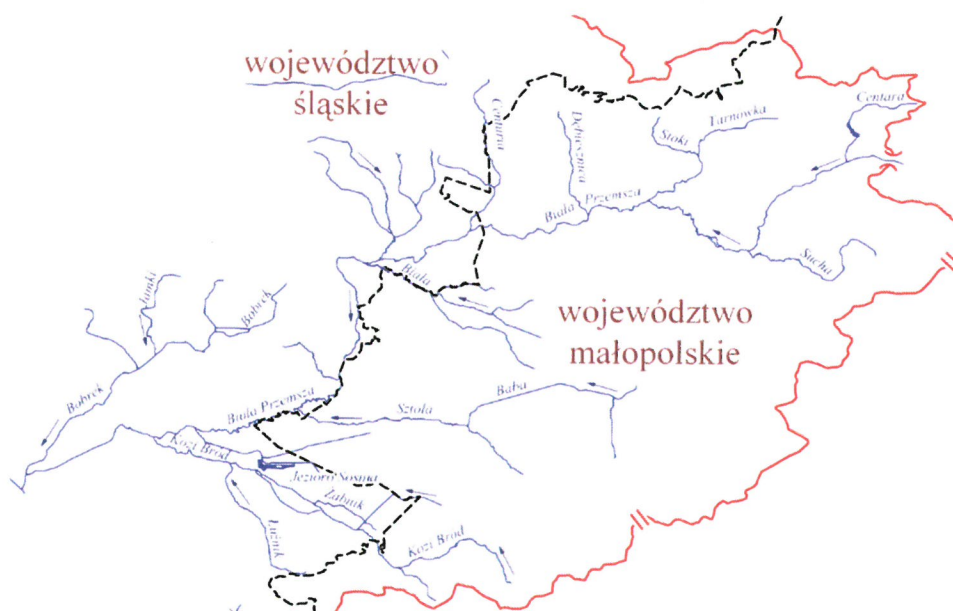 województwo
śląskie
Centuria
Dębiesznica
Stoki
Tarnówka
Centara
Biała Przemsza
Sucha
Biała
województwo
małopolskie
Jamki
Bobrek
Bobrek
Biała Przemsza
Sztoła
Baba
Kozi Bród
Jezioro Sosina
Żabnik
Łużnik
Kozi Bród